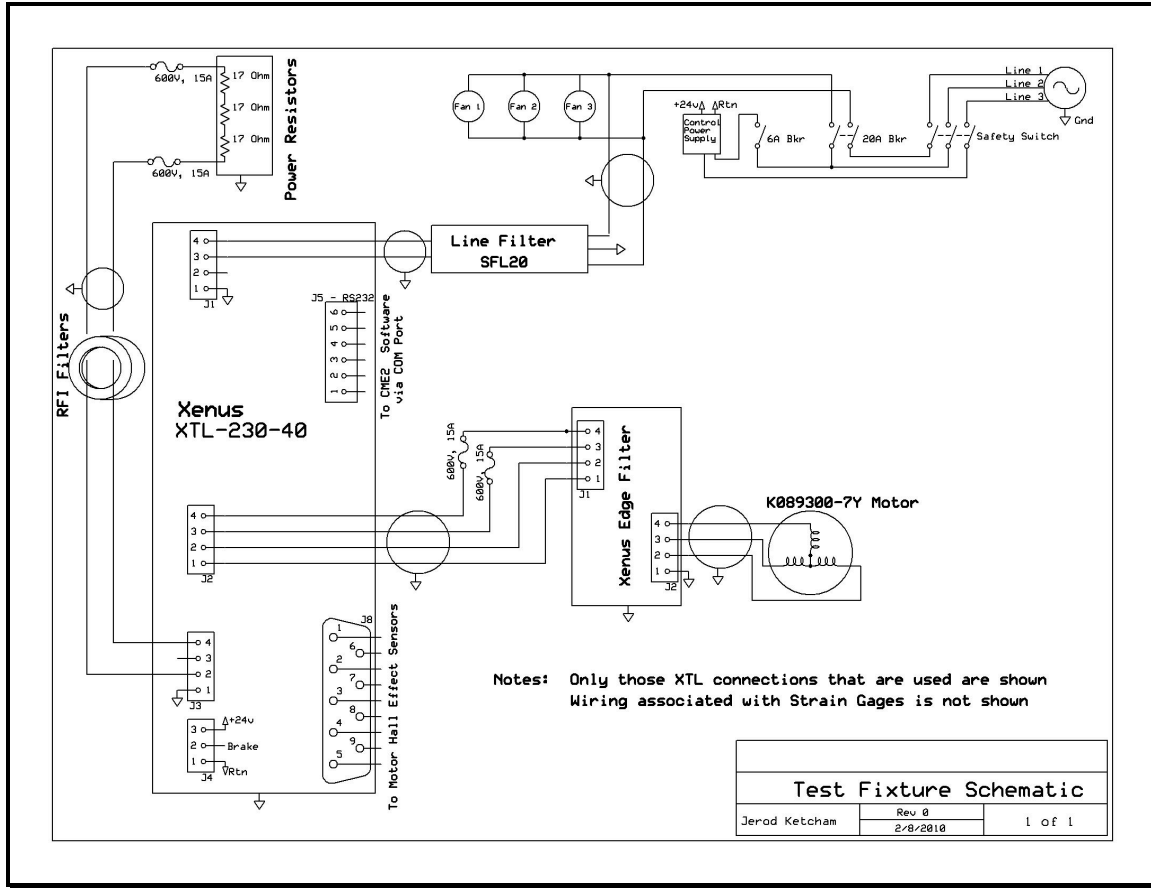 600V, 15A
17 Ohm
17 Ohm
17 Ohm
600V, 15A
Power Resistors
Fan 1
Fan 2
Fan 3
+24v
Rtn
Control
Power
Supply
6A Bkr
20A Bkr
Safety Switch
Line 1
Line 2
Line 3
Gnd
Line Filter
SFL20
4
3
2
1
J1
J5 - RS232
6
5
4
3
2
1
To CME2 Software
via COM Port
RFI Filters
Xenus
XTL-230-40
600V, 15A
600V, 15A
4
3
2
1
J1
Xenus Edge Filter
4
3
2
1
J2
K089300-7Y Motor
4
3
2
1
J2
4
3
2
1
J3
+24v
3
2
Brake
1
Rtn
J4
J8
1
6
2
7
3
8
4
9
5
To Motor Hall Effect Sensors
Notes: Only those XTL connections that are used are shown
Wiring associated with Strain Gages is not shown
Test Fixture Schematic
Jerod Ketcham
Rev 0
2/8/2010
1 of 1